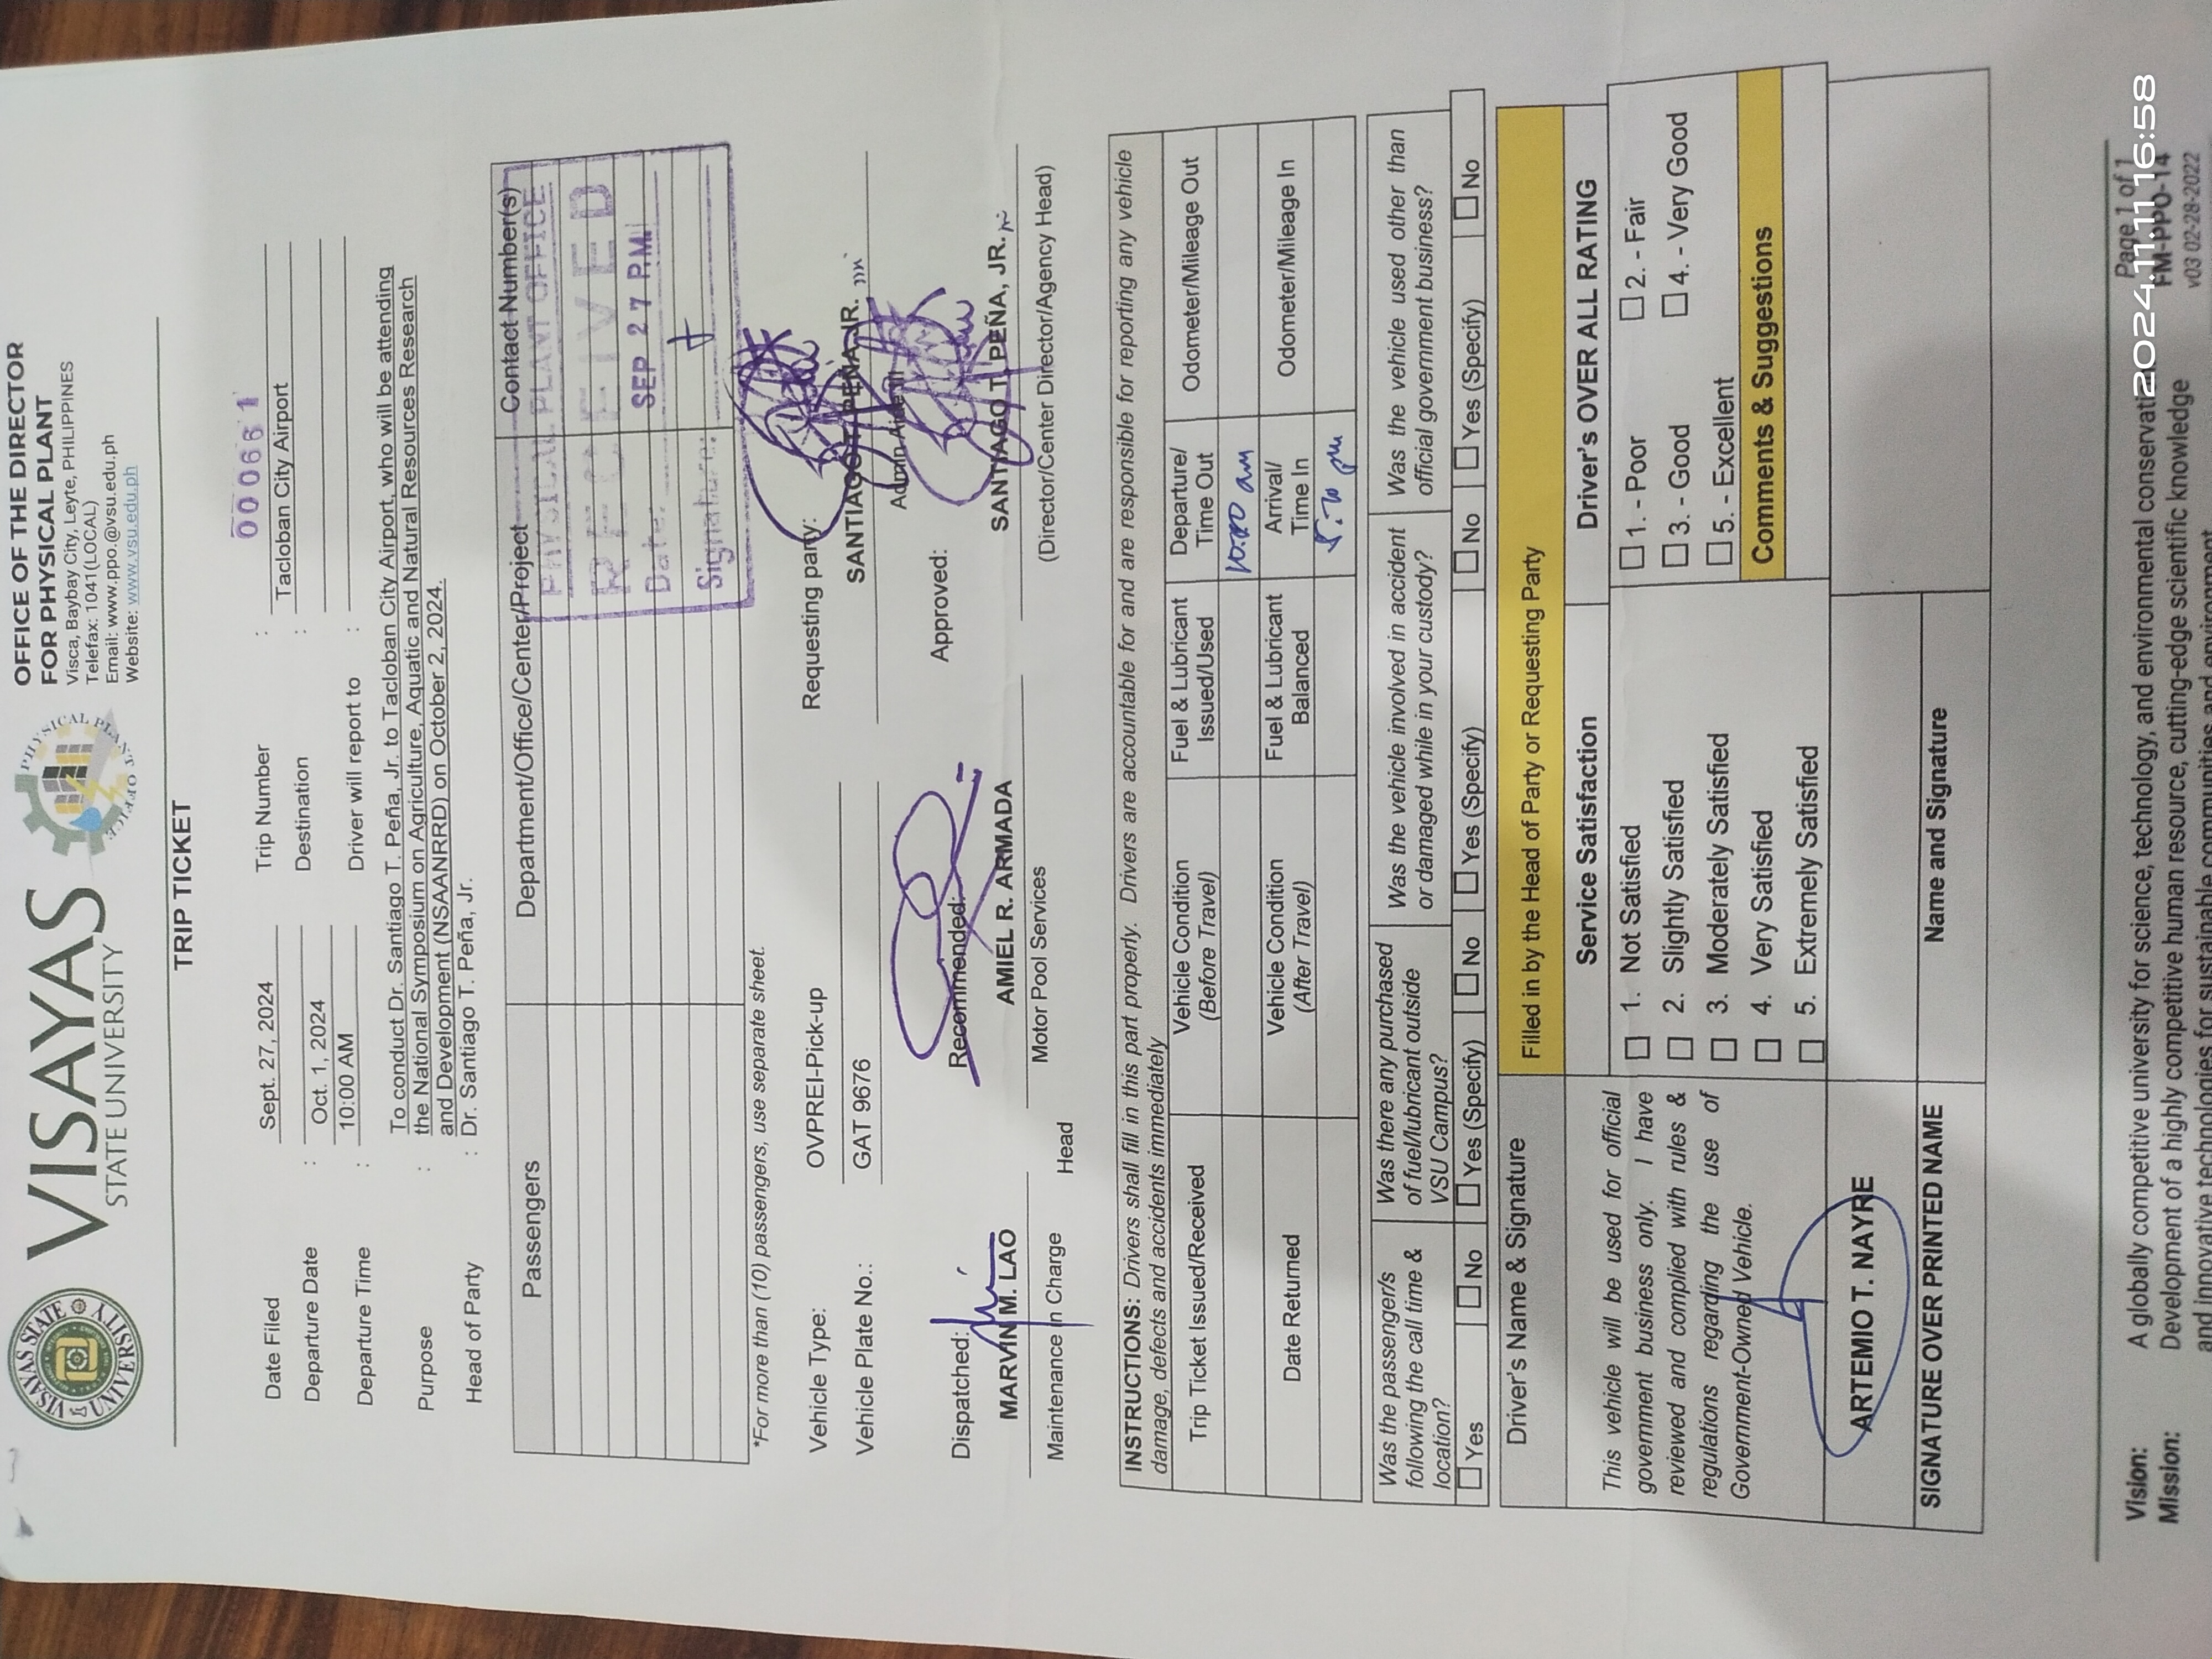 VISAYAS
STATE UNIVERSITY
VISAYAS STATE UNIVERSITY
PHYSICAL PLANT OFFICE
OFFICE OF THE DIRECTOR
FOR PHYSICAL PLANT
Visca, Baybay City, Leyte, PHILIPPINES
Telefax: 1041(LOCAL)
Email: www.ppo.@vsu.edu.ph
Website: www.vsu.edu.ph
TRIP TICKET
Date Filed Sept. 27, 2024 Trip Number : 000661
Departure Date : Oct. 1, 2024 Destination : Tacloban City Airport
Departure Time : 10:00 AM Driver will report to :
Purpose : To conduct Dr. Santiago T. Peña, Jr. to Tacloban City Airport, who will be attending
the National Symposium on Agriculture, Aquatic and Natural Resources Research
and Development (NSAANRRD) on October 2, 2024.
Head of Party : Dr. Santiago T. Peña, Jr.
Passengers Department/Office/Center/Project Contact Number(s)
PHYSICAL PLANT OFFICE
RECEIVED
Date: SEP 27 P.M.
Signature:
*For more than (10) passengers, use separate sheet.
Requesting party:
Vehicle Type: OVPREI-Pick-up
SANTIAGO T. PEÑA, JR.
Vehicle Plate No.: GAT 9676
Admin Aide III
Dispatched: Recommended: Approved:
MARVIN M. LAO AMIEL R. ARMADA SANTIAGO T. PEÑA, JR.
Maintenance in Charge Head Motor Pool Services (Director/Center Director/Agency Head)
INSTRUCTIONS: Drivers shall fill in this part properly. Drivers are accountable for and are responsible for reporting any vehicle
damage, defects and accidents immediately
Trip Ticket Issued/Received Vehicle Condition (Before Travel) Fuel & Lubricant Issued/Used Departure/ Time Out Odometer/Mileage Out
10:00 am
Date Returned Vehicle Condition (After Travel) Fuel & Lubricant Balanced Arrival/ Time In Odometer/Mileage In
Was the passenger/s following the call time & location?
Was there any purchased of fuel/lubricant outside VSU Campus?
Was the vehicle involved in accident or damaged while in your custody?
Was the vehicle used other than official government business?
Yes No Yes (Specify) No Yes (Specify) No Yes (Specify) No
Driver's Name & Signature Filled in by the Head of Party or Requesting Party
Service Satisfaction Driver's OVER ALL RATING
This vehicle will be used for official
government business only. I have
reviewed and complied with rules &
regulations regarding the use of
Government-Owned Vehicle.
1. Not Satisfied
2. Slightly Satisfied
3. Moderately Satisfied
4. Very Satisfied
5. Extremely Satisfied
1. - Poor 2. - Fair
3. - Good 4. - Very Good
5. - Excellent
Comments & Suggestions
ARTEMIO T. NAYRE
SIGNATURE OVER PRINTED NAME Name and Signature
Vision: A globally competitive university for science, technology, and environmental conservati
Mission: Development of a highly competitive human resource, cutting-edge scientific knowledge
and innovative technologies for sustainable communities and environment
Page 1 of 1
FM-PPO-14
v03 02-28-2022
2024.11.11 16:58